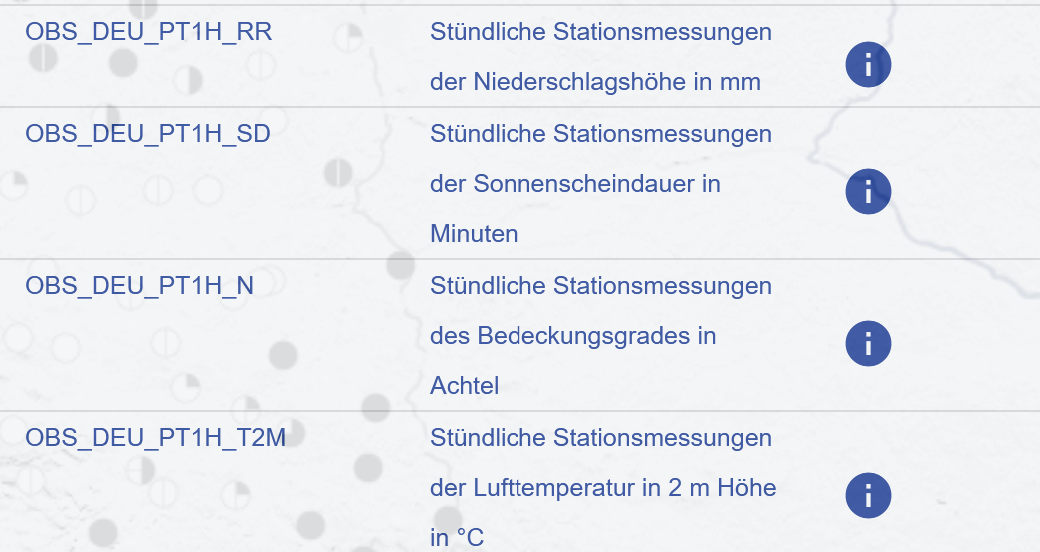 OBS_DEU_PT1H_RR
Stündliche Stationsmessungen
der Niederschlagshöhe in mm
i
OBS_DEU_PT1H_SD
Stündliche Stationsmessungen
der Sonnenscheindauer in
Minuten
i
OBS_DEU_PT1H_N
Stündliche Stationsmessungen
des Bedeckungsgrades in
Achtel
i
OBS_DEU_PT1H_T2M
Stündliche Stationsmessungen
der Lufttemperatur in 2 m Höhe
in °C
i